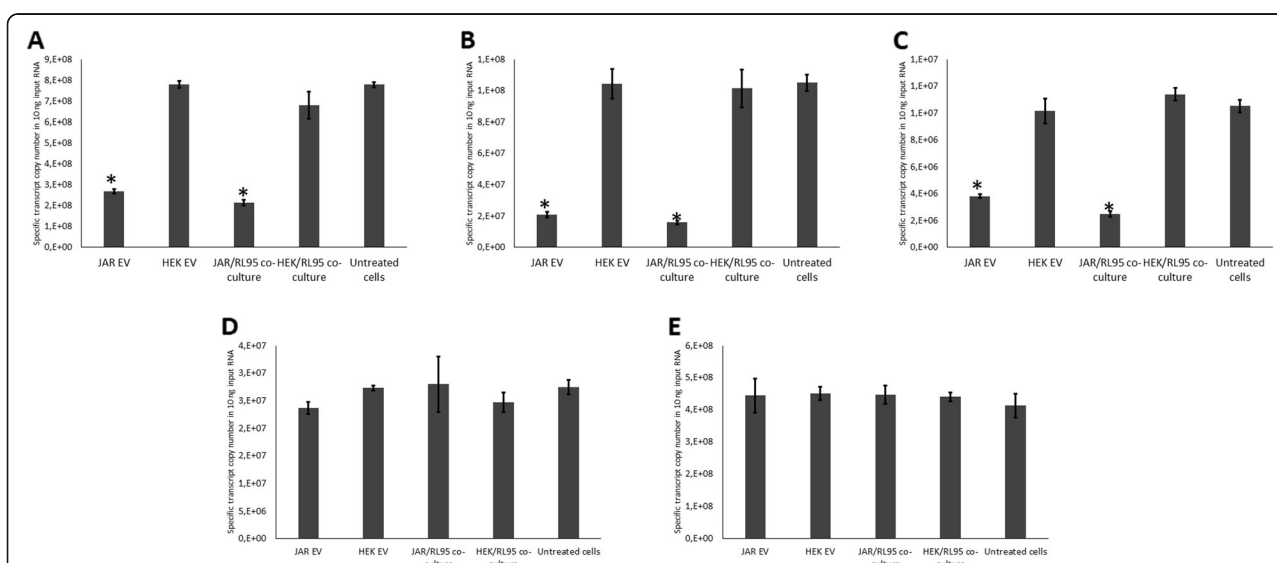 A
Specific transcript copy number in 10 ng input RNA
9,E+08
8,E+08
7,E+08
6,E+08
5,E+08
4,E+08
3,E+08
2,E+08
1,E+08
0,E+00
*
*
JAR EV
HEK EV
JAR/RL95 co-
culture
HEK/RL95 co-
culture
Untreated
cells
B
Specific transcript copy number in 10 ng input RNA
1,E+08
1,E+08
8,E+07
6,E+07
4,E+07
2,E+07
0,E+00
*
*
JAR EV
HEK EV
JAR/RL95 co-
culture
HEK/RL95 co-
culture
Untreated
cells
C
Specific transcript copy number in 10 ng input RNA
1,E+07
1,E+07
1,E+07
8,E+06
6,E+06
4,E+06
2,E+06
0,E+00
*
*
JAR EV
HEK EV
JAR/RL95 co-
culture
HEK/RL95 co-
culture
Untreated
cells
D
Specific transcript copy number in 10 ng input RNA
4,E+07
3,E+07
3,E+07
2,E+07
2,E+07
1,E+07
5,E+06
0,E+00
JAR EV
HEK EV
JAR/RL95 co-
culture
HEK/RL95 co-
culture
Untreated cells
E
Specific transcript copy number in 10 ng input RNA
6,E+08
5,E+08
4,E+08
3,E+08
2,E+08
1,E+08
0,E+00
JAR EV
HEK EV
JAR/RL95 co-
culture
HEK/RL95 co-
culture
Untreated cells